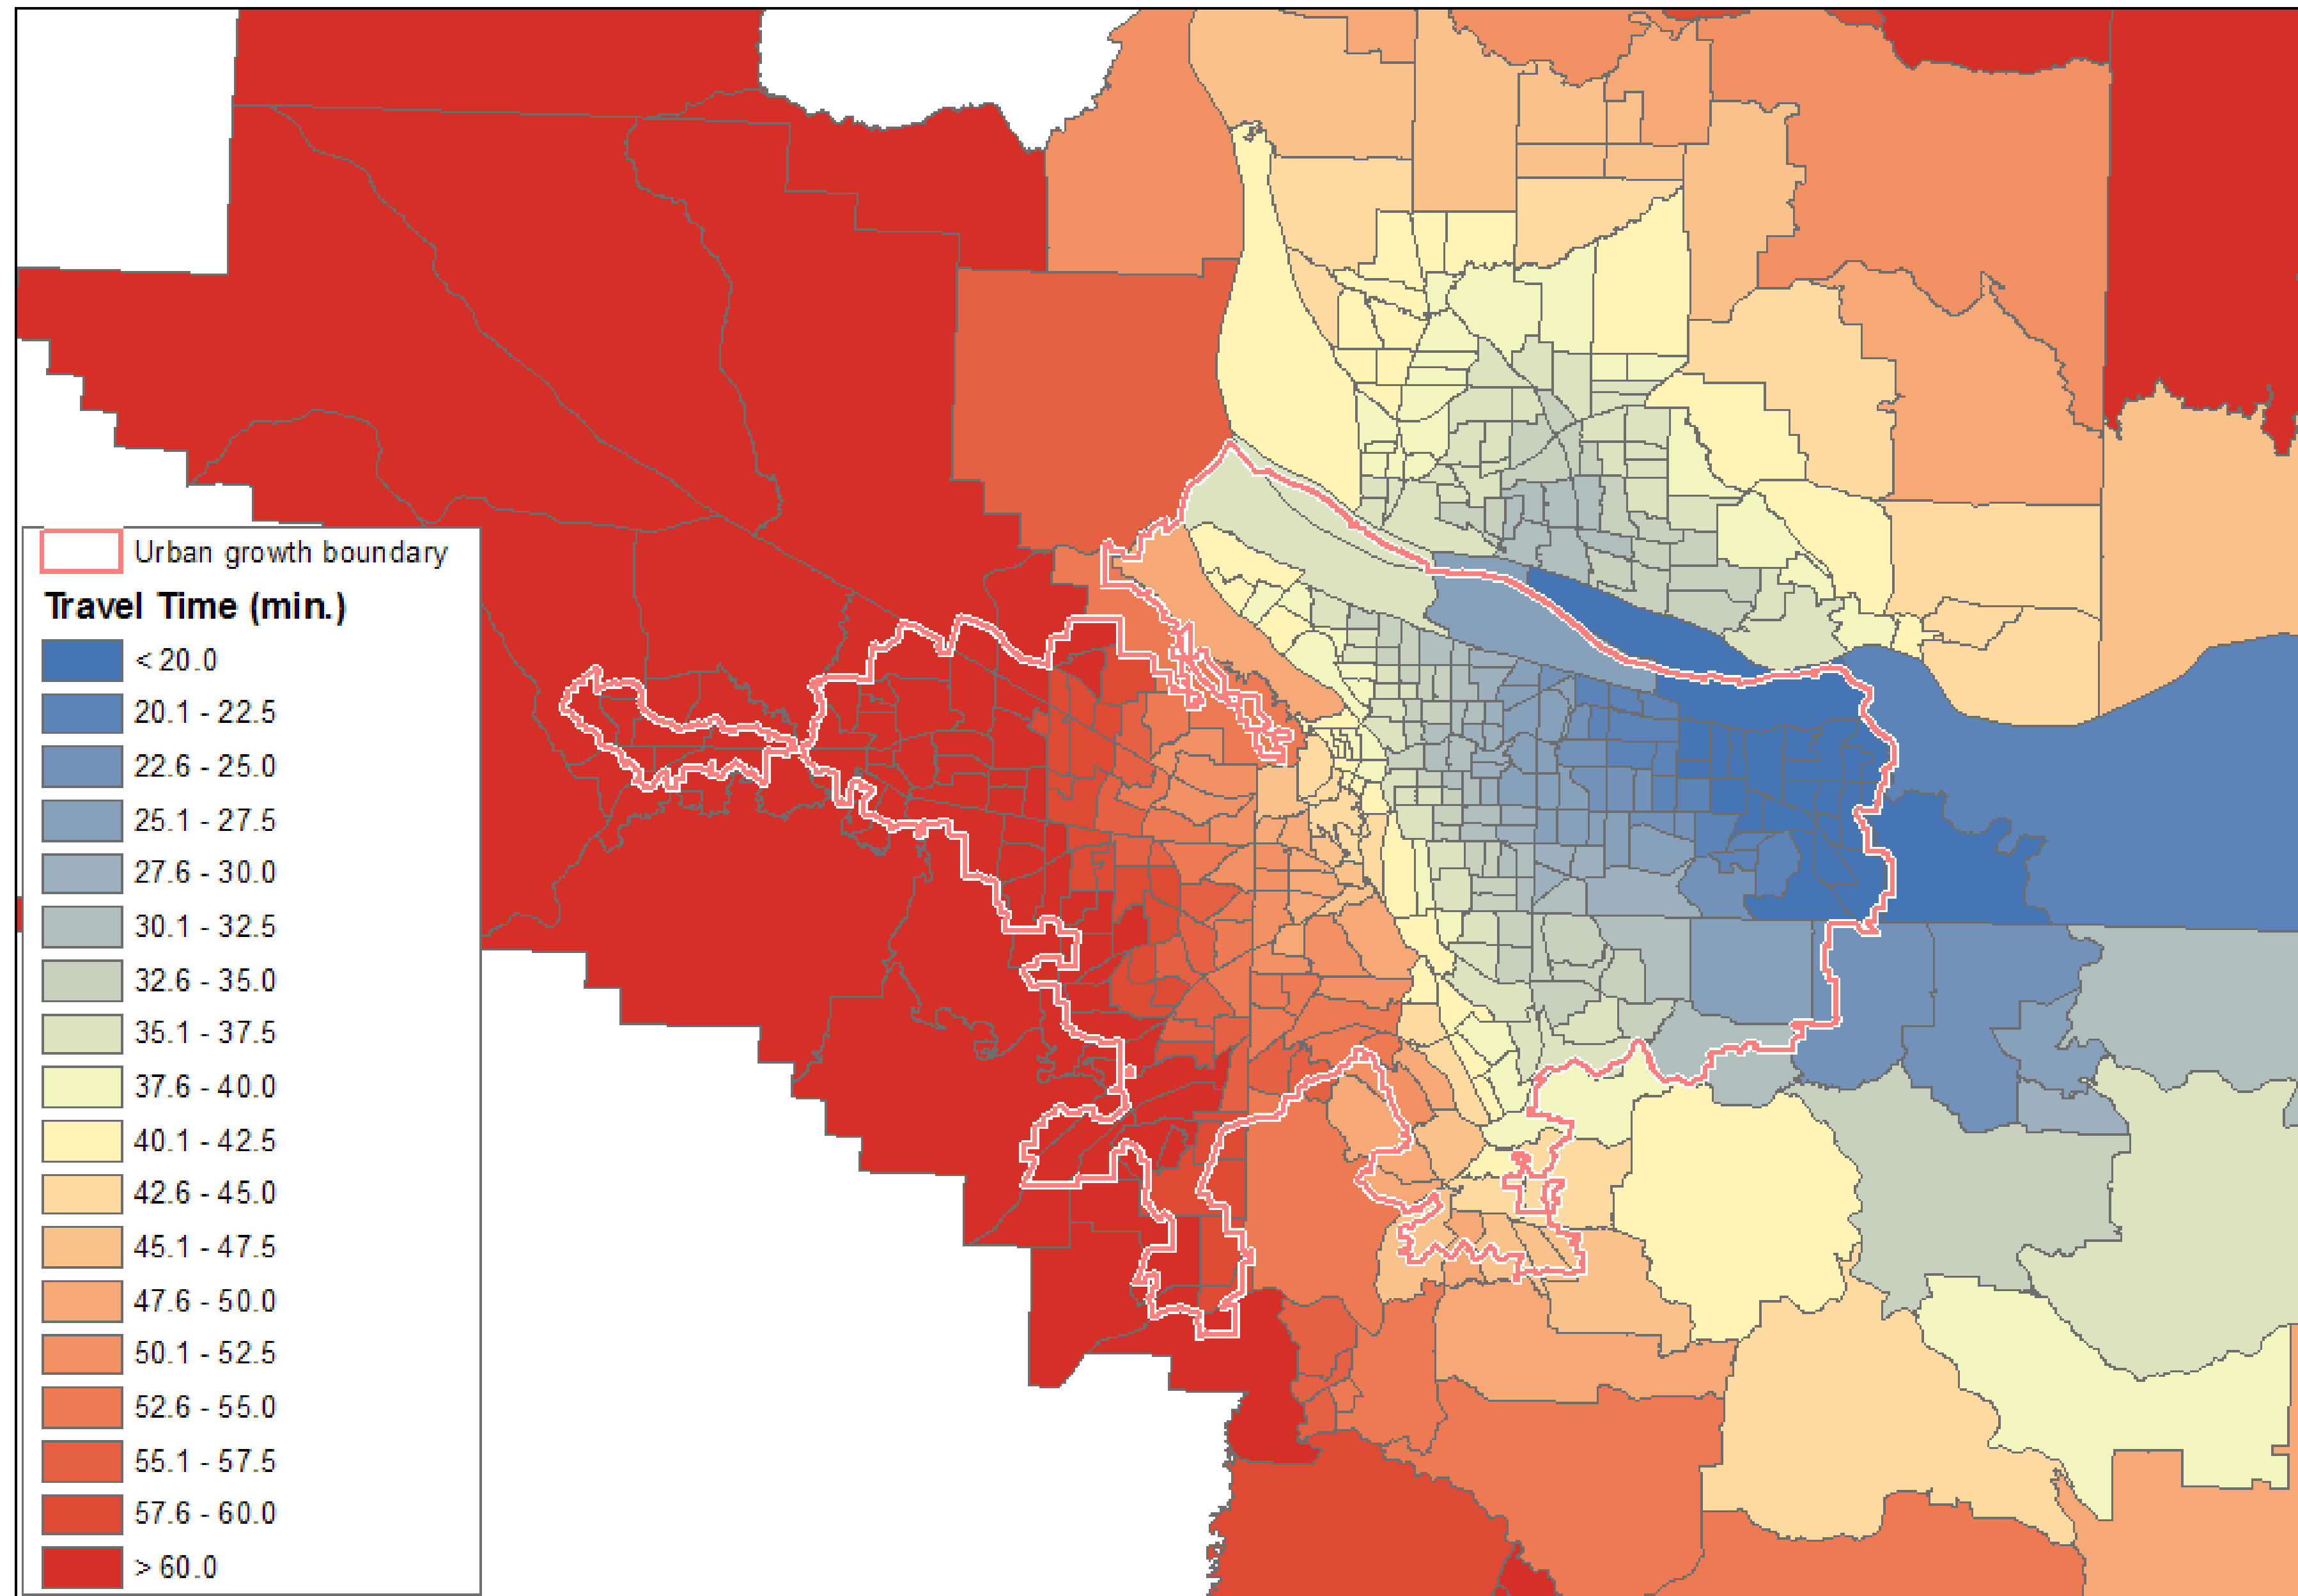 Urban growth boundary
Travel Time (min.)
< 20.0
20.1 - 22.5
22.6 - 25.0
25.1 - 27.5
27.6 - 30.0
30.1 - 32.5
32.6 - 35.0
35.1 - 37.5
37.6 - 40.0
40.1 - 42.5
42.6 - 45.0
45.1 - 47.5
47.6 - 50.0
50.1 - 52.5
52.6 - 55.0
55.1 - 57.5
57.6 - 60.0
> 60.0